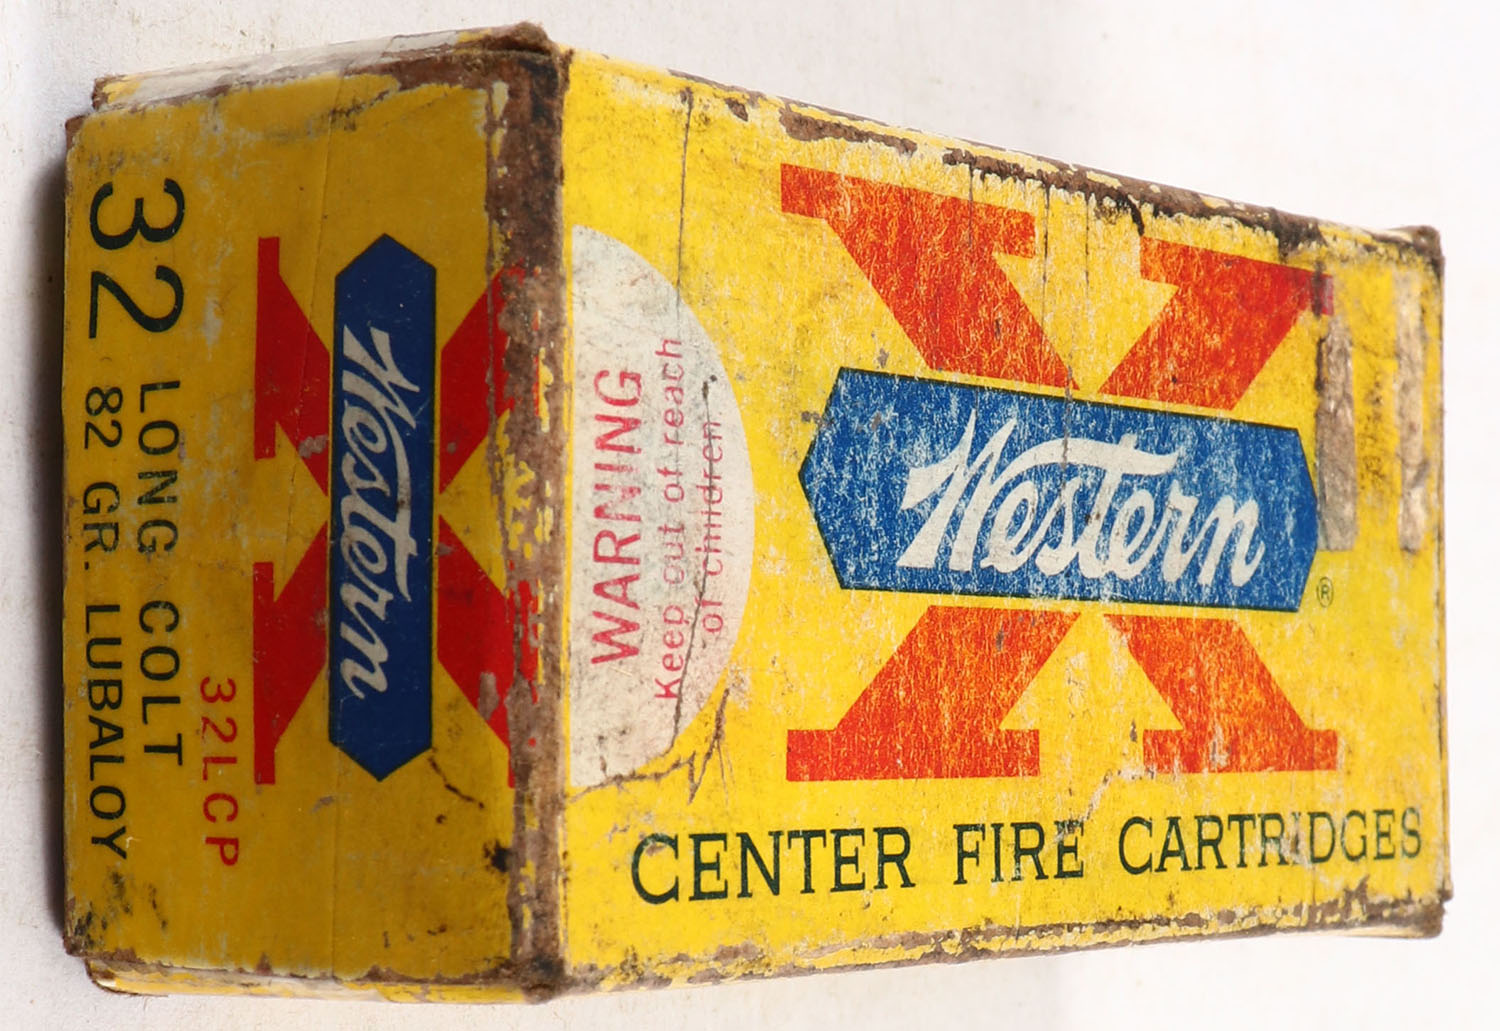 X
Western
®
CENTER FIRE CARTRIDGES
WARNING
Keep out of reach
of children.
X
Western
32LCP
32 LONG COLT
82 GR. LUBALOY